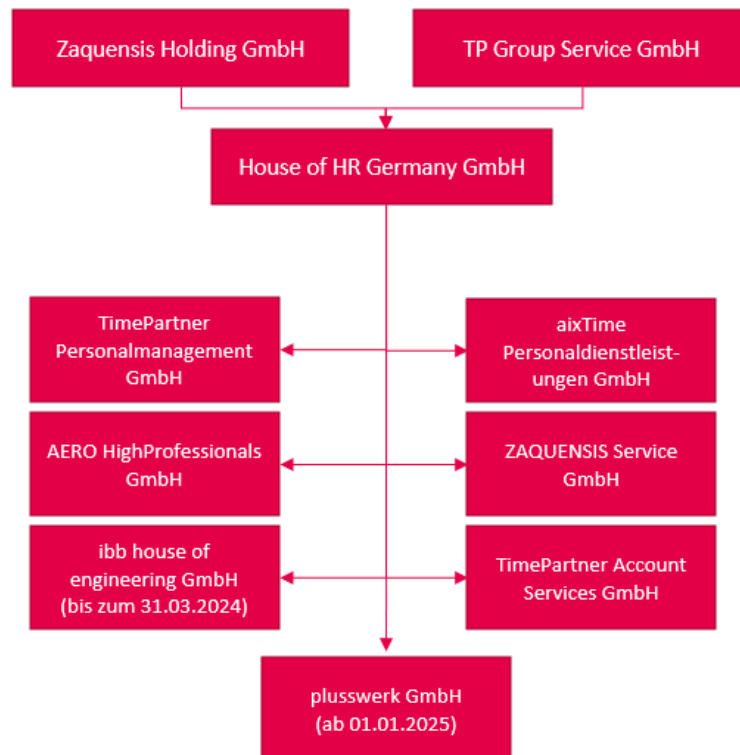 Zaquensis Holding GmbH
TP Group Service GmbH
House of HR Germany GmbH
TimePartner
Personalmanagement
GmbH
aixTime
Personaldienstleist-
ungen GmbH
AERO HighProfessionals
GmbH
ZAQUENSIS Service
GmbH
ibb house of
engineering GmbH
(bis zum 31.03.2024)
TimePartner Account
Services GmbH
plusswerk GmbH
(ab 01.01.2025)